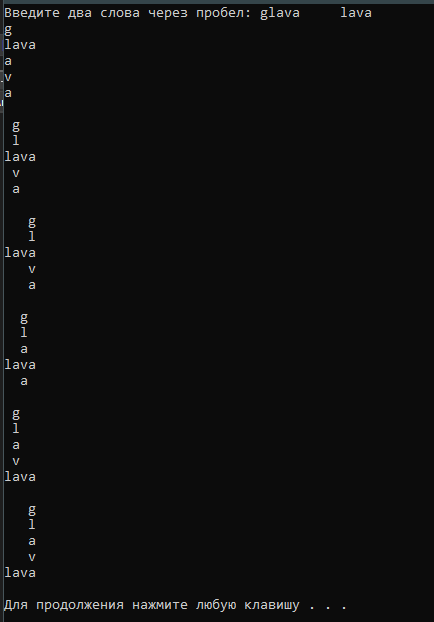 Введите два слова через пробел: glava     lava
g
lava
a
v
a

 g
 l
lava
 v
 a

   g
   l
lava
   v
   a

  g
  l
  a
lava
  a

 g
 l
 a
 v
lava

   g
   l
   a
   v
lava

Для продолжения нажмите любую клавишу . . .